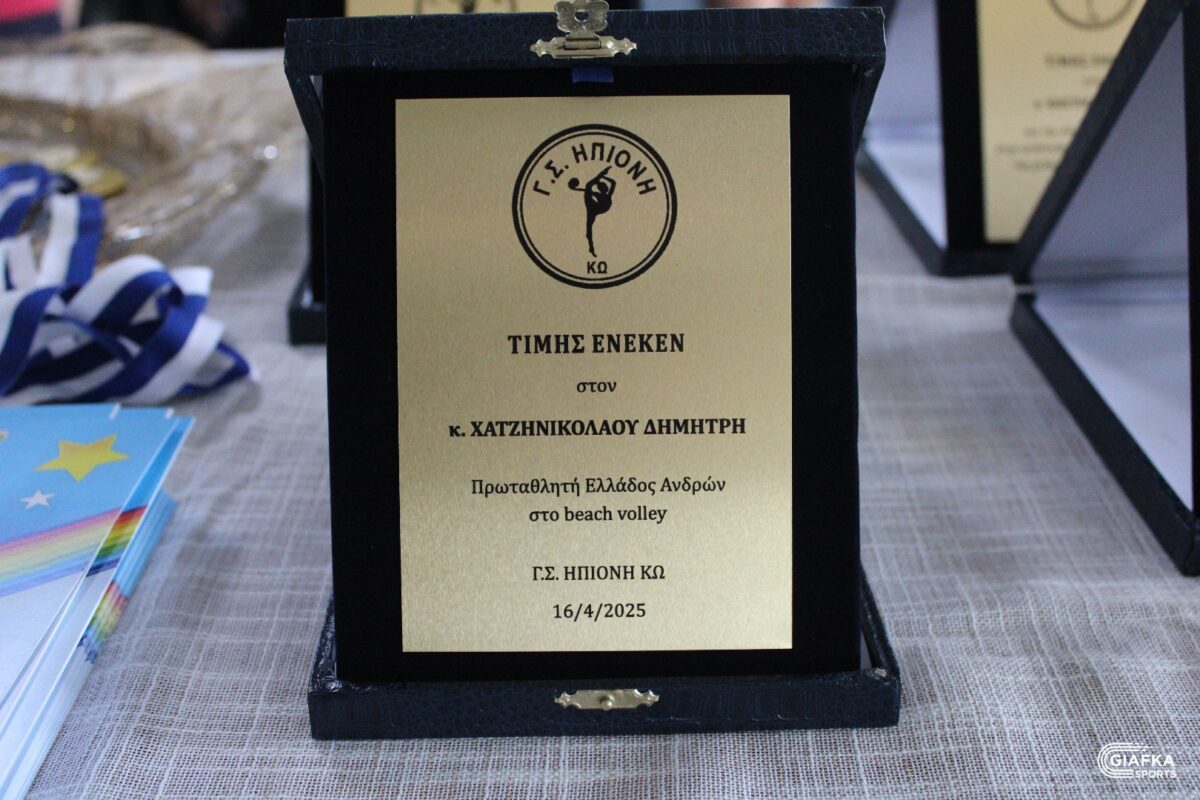 Γ.Σ. ΗΠΙΟΝΗ
ΚΩ
ΤΙΜΗΣ ΕΝΕΚΕΝ
στον
κ. ΧΑΤΖΗΝΙΚΟΛΑΟΥ ΔΗΜΗΤΡΗ
Πρωταθλητή Ελλάδος Ανδρών
στο beach volley
Γ.Σ. ΗΠΙΟΝΗ ΚΩ
16/4/2025
ΤΙΜΗΣ
GIAFKA
SPORTS